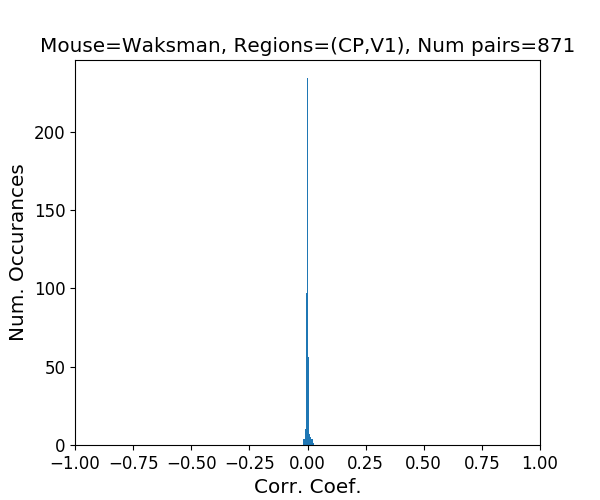 Mouse=Waksman, Regions=(CP,V1), Num pairs=871
Num. Occurances
200
150
100
50
0
−1.00 −0.75 −0.50 −0.25 0.00 0.25 0.50 0.75 1.00
Corr. Coef.